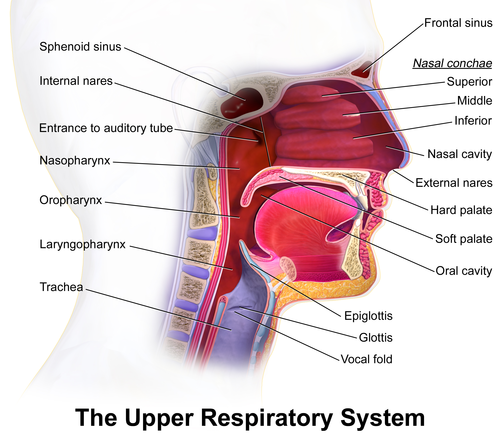 Frontal sinus
Sphenoid sinus
Nasal conchae
Internal nares
Superior
Middle
Entrance to auditory tube
Inferior
Nasopharynx
Nasal cavity
External nares
Oropharynx
Hard palate
Laryngopharynx
Soft palate
Oral cavity
Trachea
Epiglottis
Glottis
Vocal fold
The Upper Respiratory System